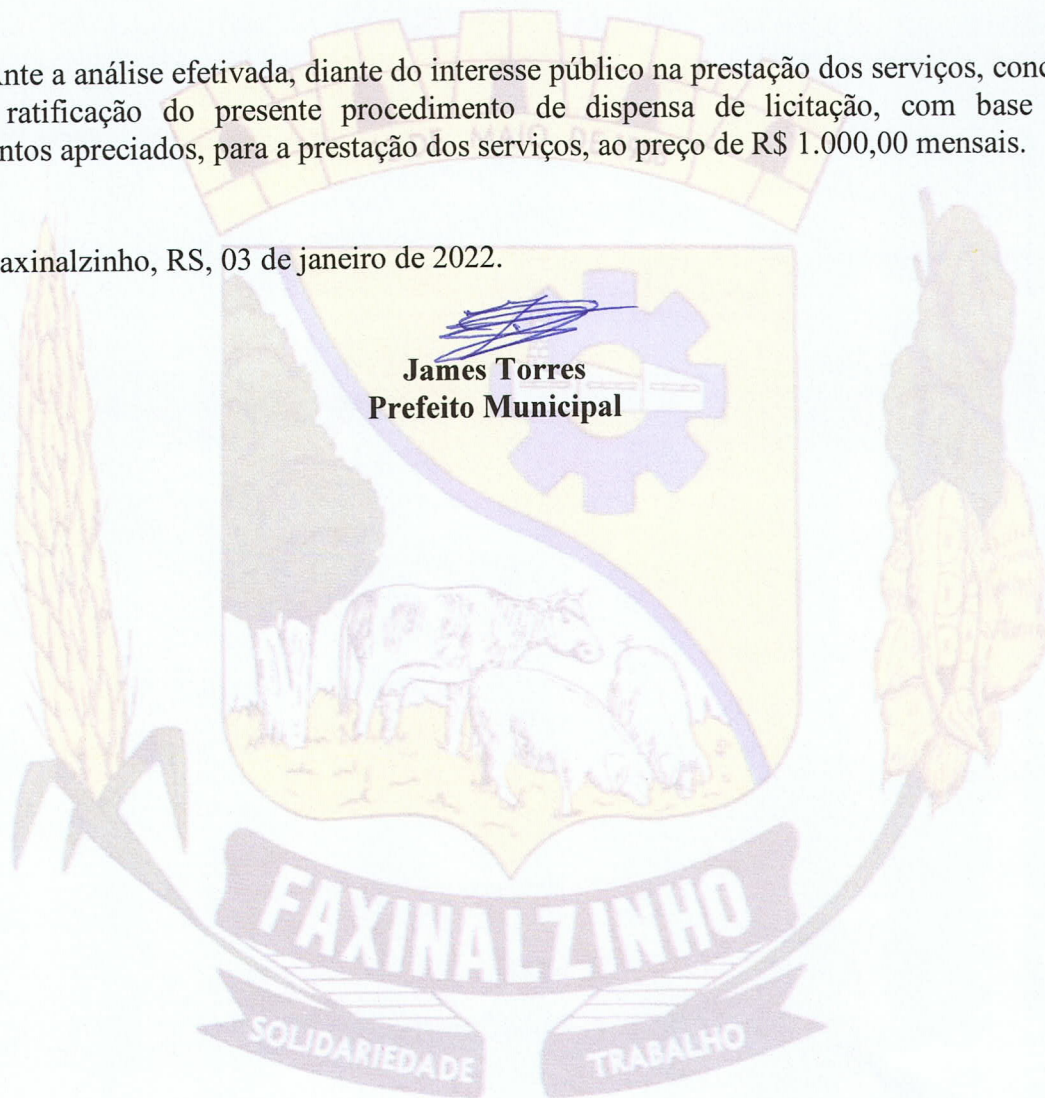 nte a análise efetivada, diante do interesse público na prestação dos serviços, conc
ratificação do presente procedimento de dispensa de licitação, com base
ntos apreciados, para a prestação dos serviços, ao preço de R$ 1.000,00 mensais.
axinalzinho, RS, 03 de janeiro de 2022.
James Torres
Prefeito Municipal
FAXINALZINHO
SOLIDARIEDADE
TRABALHO